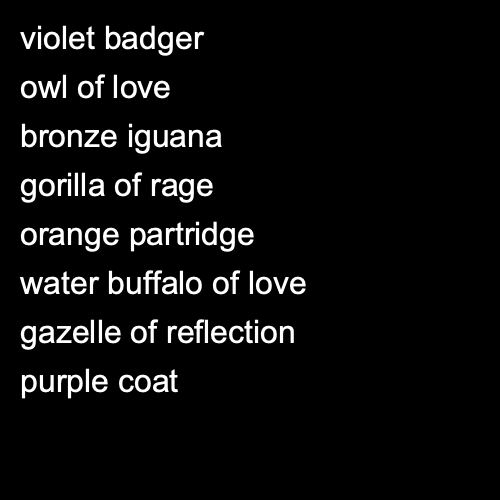 violet badger
owl of love
bronze iguana
gorilla of rage
orange partridge
water buffalo of love
gazelle of reflection
purple coat